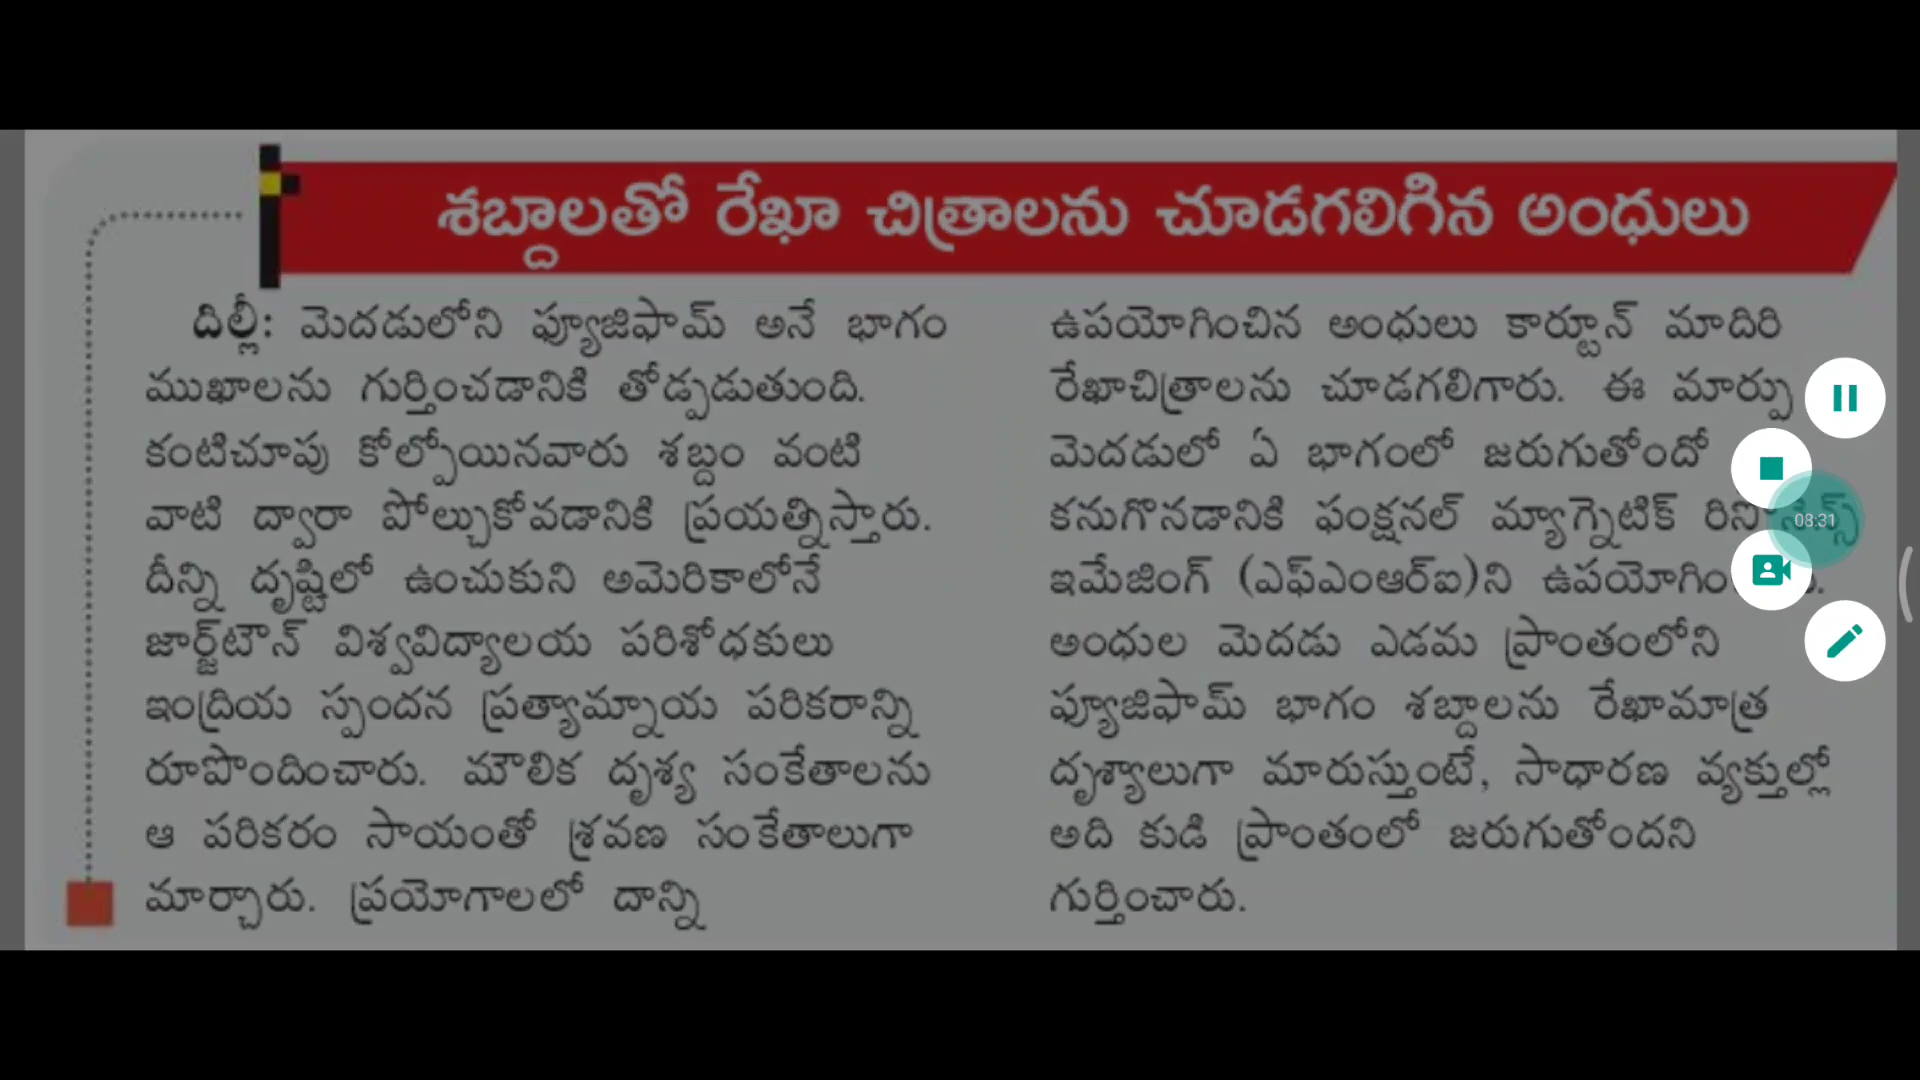 శబ్దాలతో రేఖా చిత్రాలను చూడగలిగిన అంధులు
దిల్లీ: మెదడులోని ఫ్యూజిఫామ్ అనే భాగం
ముఖాలను గుర్తించడానికి తోడ్పడుతుంది.
కంటిచూపు కోల్పోయినవారు శబ్దం వంటి
వాటి ద్వారా పోల్చుకోవడానికి ప్రయత్నిస్తారు.
దీన్ని దృష్టిలో ఉంచుకుని అమెరికాలోనే
జార్జ్‌టౌన్ విశ్వవిద్యాలయ పరిశోధకులు
ఇంద్రియ స్పందన ప్రత్యామ్నాయ పరికరాన్ని
రూపొందించారు. మౌలిక దృశ్య సంకేతాలను
ఆ పరికరం సాయంతో శ్రవణ సంకేతాలుగా
మార్చారు. ప్రయోగాలలో దాన్ని
ఉపయోగించిన అంధులు కార్టూన్ మాదిరి
రేఖాచిత్రాలను చూడగలిగారు. ఈ మార్పు
మెదడులో ఏ భాగంలో జరుగుతోందో
కనుగొనడానికి ఫంక్షనల్ మ్యాగ్నెటిక్
ఇమేజింగ్ (ఎఫ్ఎంఆర్ఐ)ని
అంధుల మెదడు ఎడమ ప్రాంతంలోని
ఫ్యూజిఫామ్ భాగం శబ్దాలను రేఖామాత్ర
దృశ్యాలుగా మారుస్తుంటే, సాధారణ వ్యక్తుల్లో
అది కుడి ప్రాంతంలో జరుగుతోందని
గుర్తించారు.
08:31